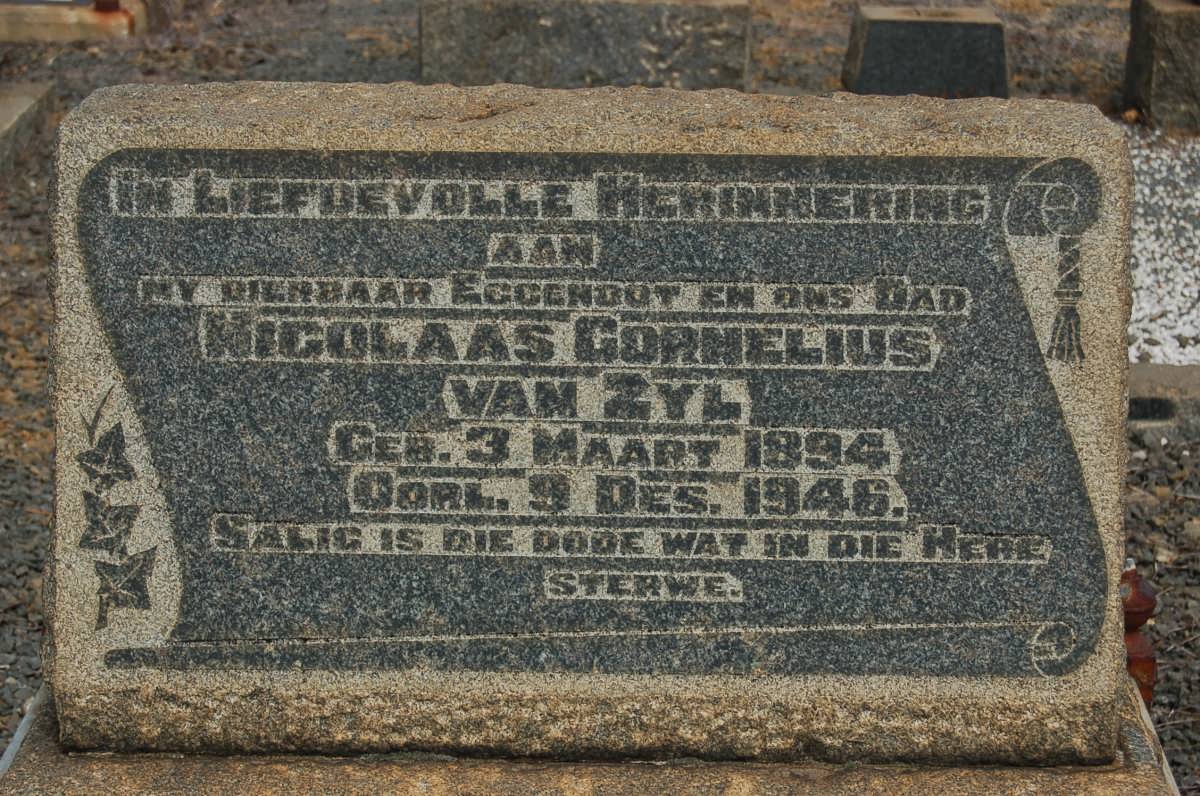 In Liefdevolle Herinnering
aan
my dierbaar Eggenoot en ons Dad
Nicolaas Cornelius
van Zyl
Geb. 3 Maart 1894
Oorl. 9 Des. 1946.
Salig is die dode wat in die Here
sterwe.